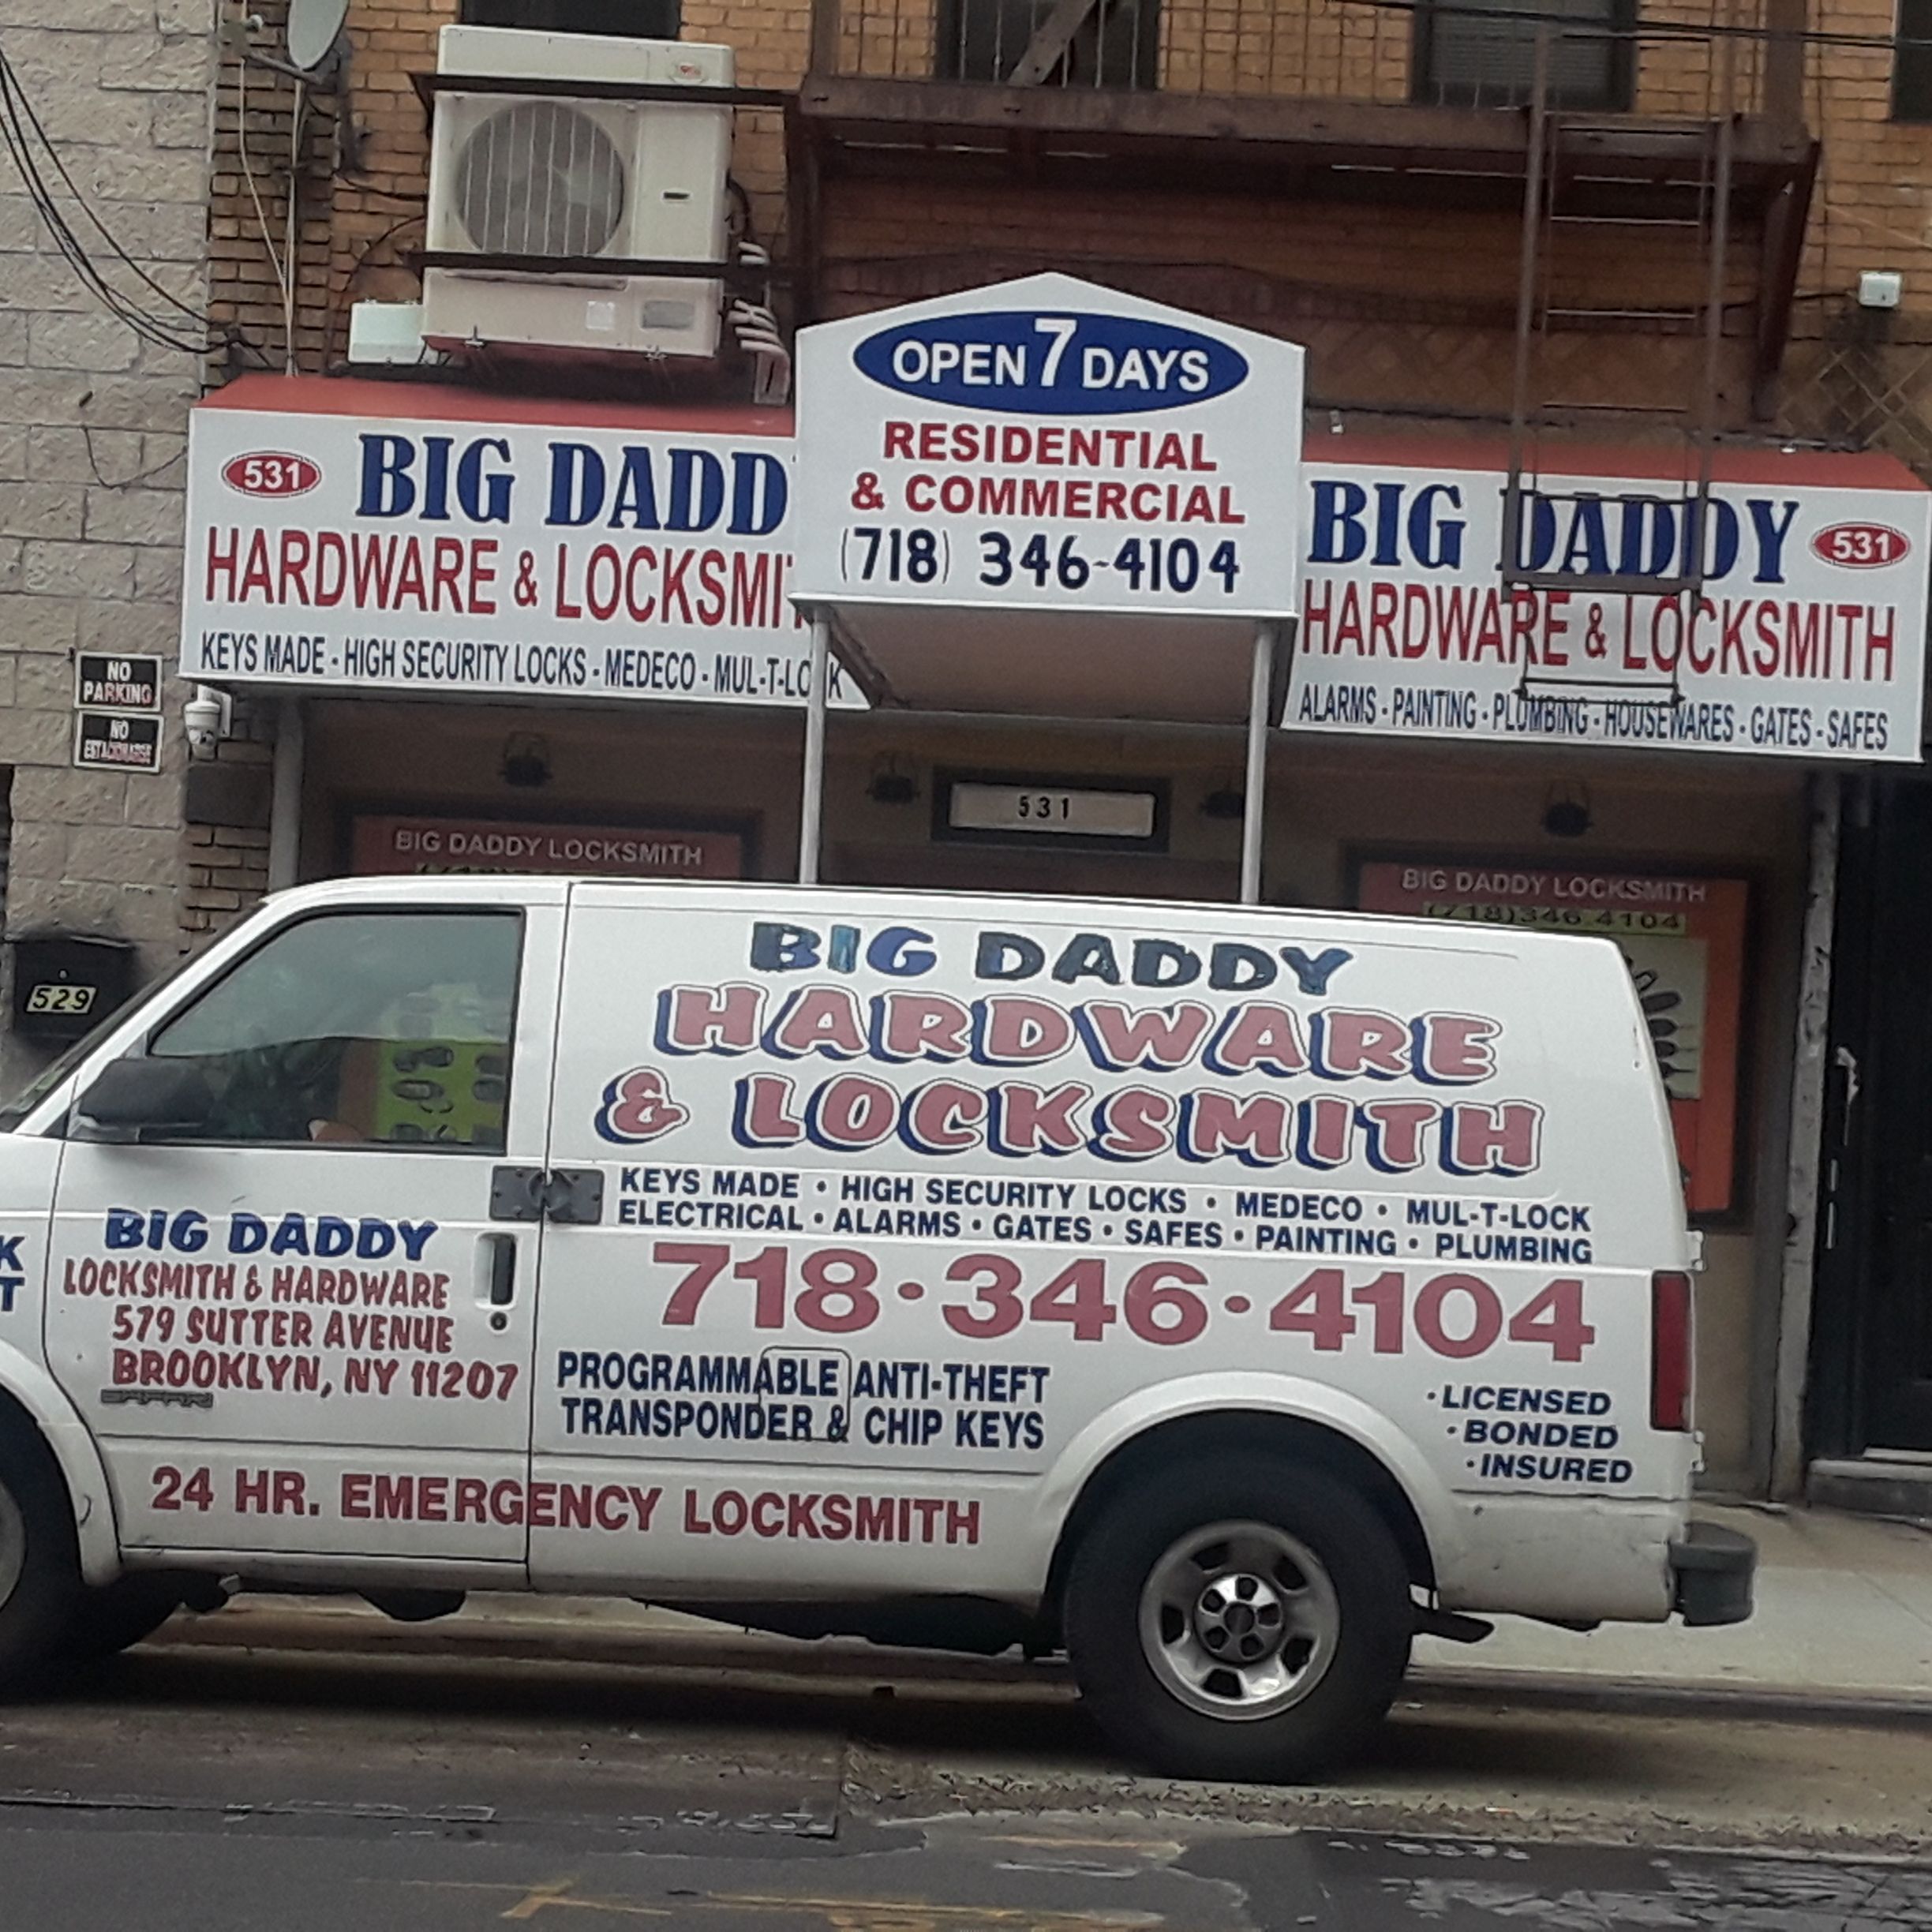 OPEN 7 DAYS
RESIDENTIAL
& COMMERCIAL
(718) 346-4104
531
BIG DADD
HARDWARE & LOCKSMIT
KEYS MADE - HIGH SECURITY LOCKS - MEDECO - MUL-T-LO K
BIG DADDY
531
HARDWARE & LOCKSMITH
ALARMS - PAINTING - PLUMBING - HOUSEWARES - GATES - SAFES
NO
PARKING
NO
ESTACIONARSE
531
BIG DADDY LOCKSMITH
BIG DADDY LOCKSMITH
(718)346 4104
529
BIG DADDY
HARDWARE
& LOCKSMITH
KEYS MADE • HIGH SECURITY LOCKS • MEDECO • MUL-T-LOCK
ELECTRICAL • ALARMS • GATES • SAFES • PAINTING • PLUMBING
718·346·4104
PROGRAMMABLE ANTI-THEFT
TRANSPONDER & CHIP KEYS
•LICENSED
•BONDED
•INSURED
K
T
BIG DADDY
LOCKSMITH & HARDWARE
579 SUTTER AVENUE
BROOKLYN, NY 11207
SAFARI
24 HR. EMERGENCY LOCKSMITH